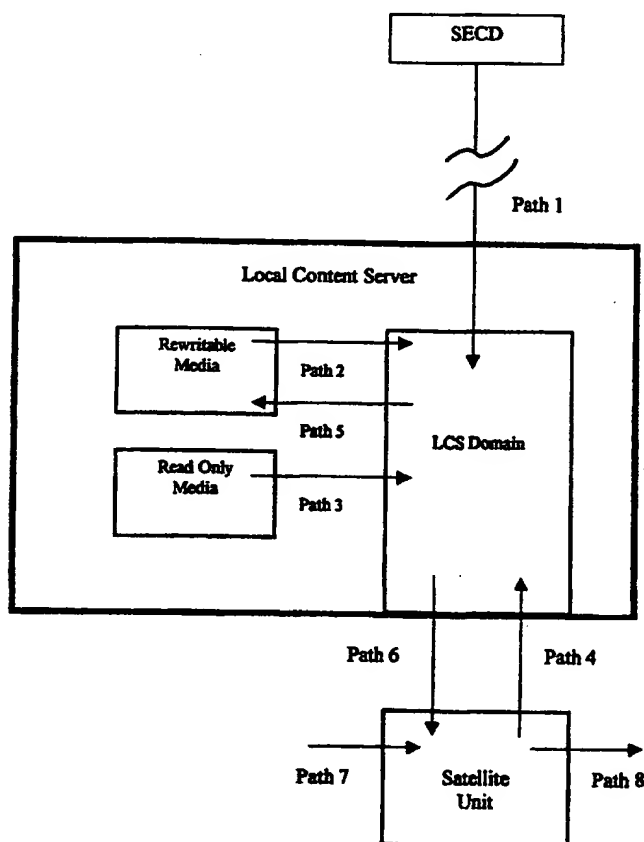 SECD
Path 1
Local Content Server
Rewritable
Media
Path 2
Path 5
LCS Domain
Read Only
Media
Path 3
Path 6
Path 4
Path 7
Satellite
Unit
Path 8